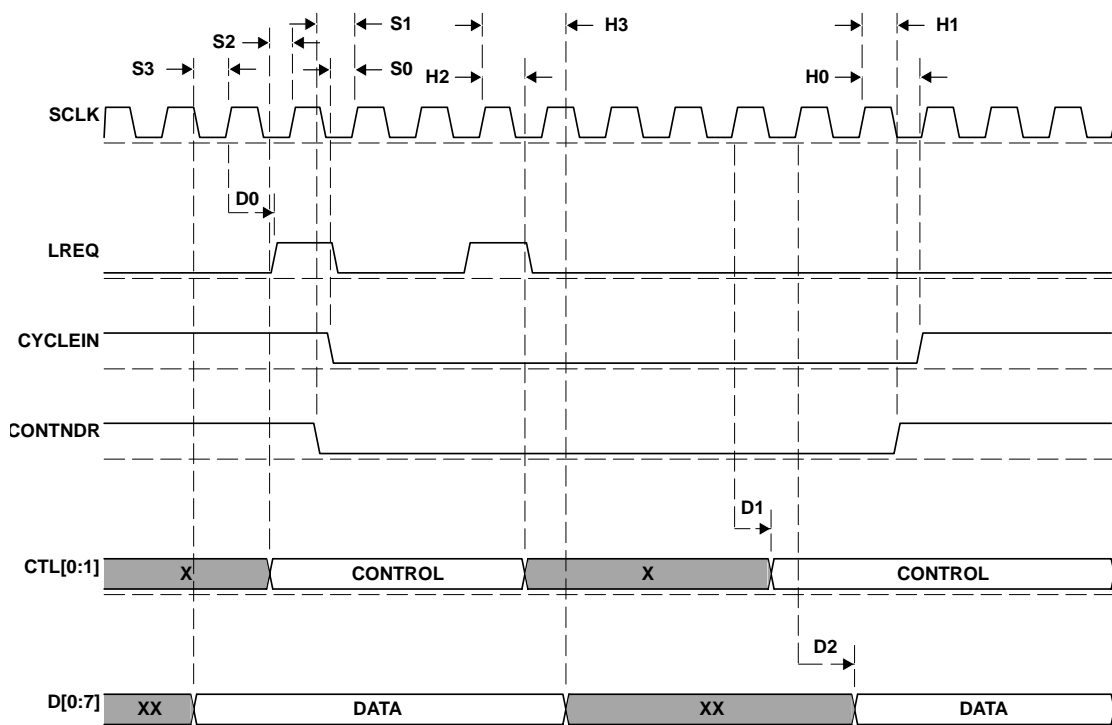 S1
H3
H1
S2
S3
S0
H2
H0
SCLK
D0
LREQ
CYCLEIN
CONTNDR
D1
CTL[0:1]
X
CONTROL
X
CONTROL
D2
D[0:7]
XX
DATA
XX
DATA